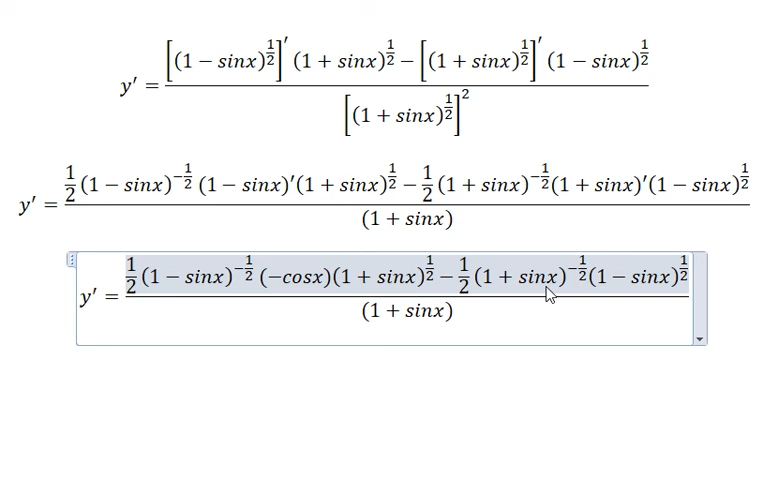 y′ = [(1 − sinx)^½]′ (1 + sinx)^½ − [(1 + sinx)^½]′ (1 − sinx)^½ / [(1 + sinx)^½]²
y′ = ½(1 − sinx)^−½ (1 − sinx)′(1 + sinx)^½ − ½(1 + sinx)^−½(1 + sinx)′(1 − sinx)^½ / (1 + sinx)
y′ = ½(1 − sinx)^−½ (−cosx)(1 + sinx)^½ − ½(1 + sinx)^−½(1 − sinx)^½ / (1 + sinx)